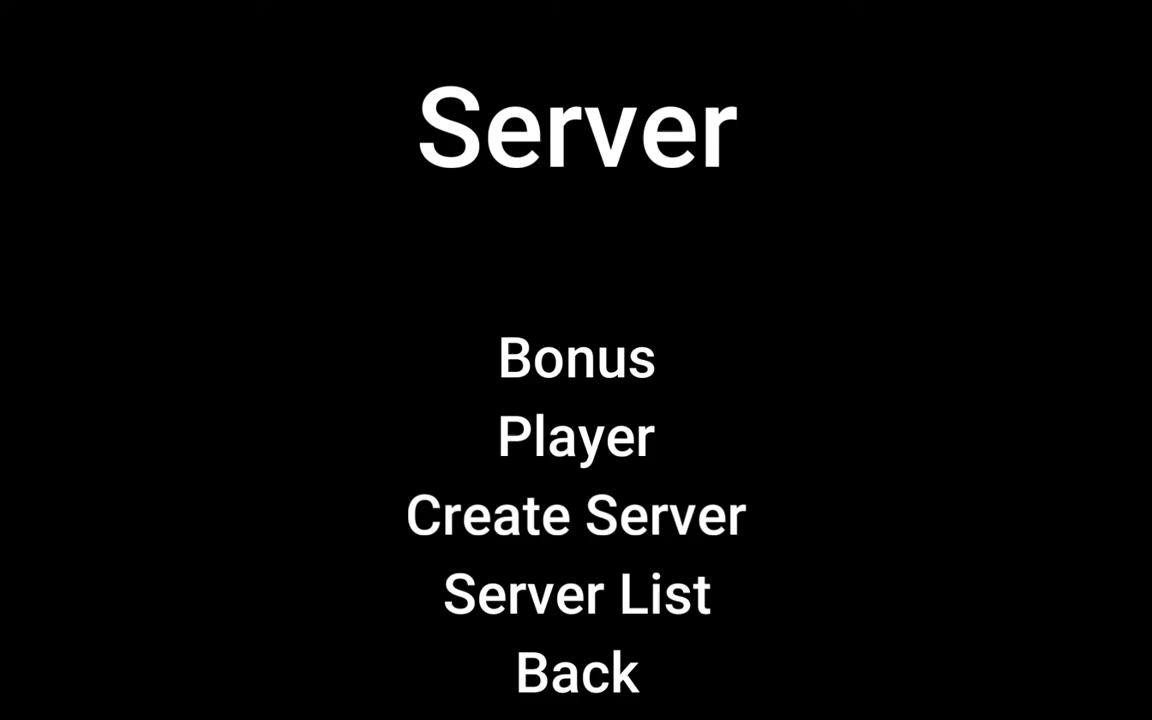 Server
Bonus
Player
Create Server
Server List
Back